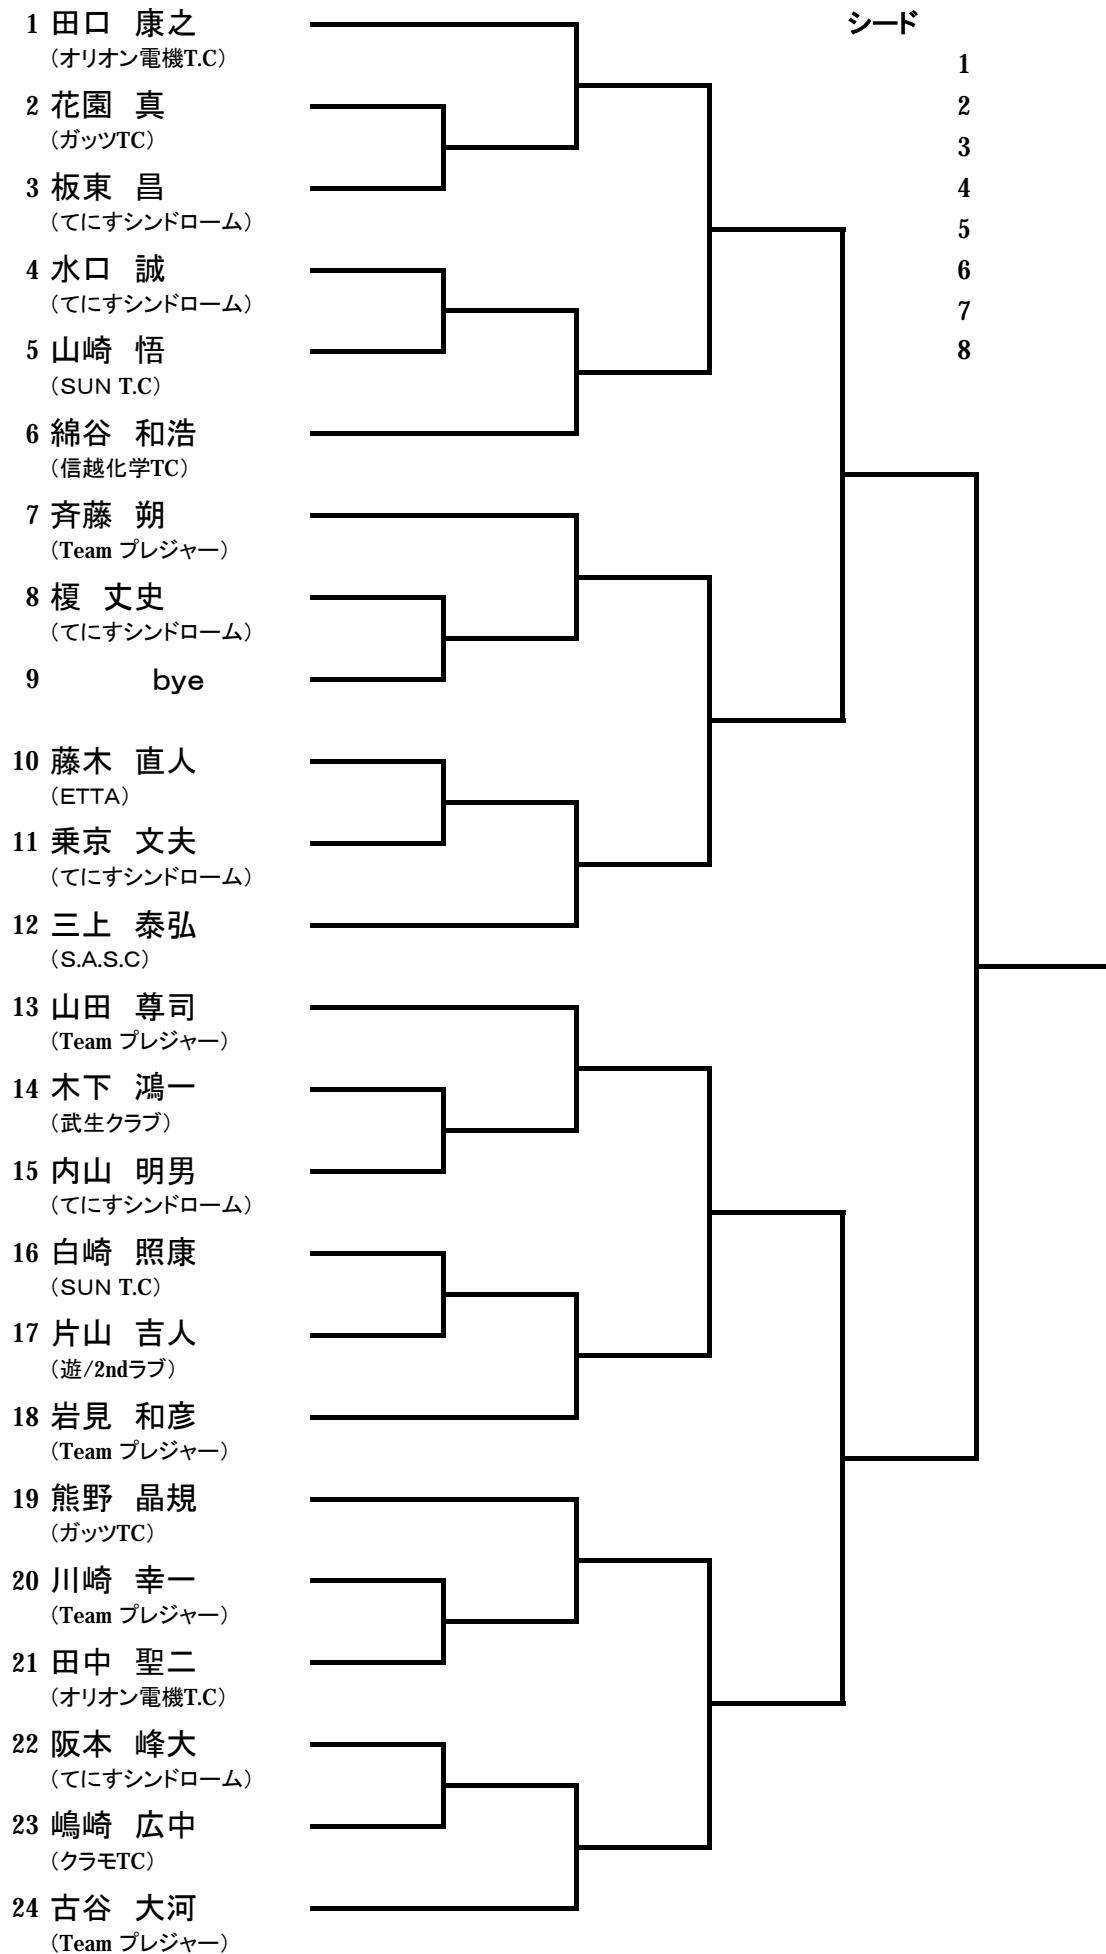 1 田口 康之
（オリオン電機T.C）
2 花園 真
（ガッツTC）
3 板東 昌
（てにすシンドローム）
4 水口 誠
（てにすシンドローム）
5 山崎 悟
（SUN T.C）
6 綿谷 和浩
（信越化学TC）
7 斉藤 朔
（Team プレジャー）
8 榎 丈史
（てにすシンドローム）
9 bye
10 藤木 直人
（ETTA）
11 乗京 文夫
（てにすシンドローム）
12 三上 泰弘
（S.A.S.C）
13 山田 尊司
（Team プレジャー）
14 木下 鴻一
（武生クラブ）
15 内山 明男
（てにすシンドローム）
16 白崎 照康
（SUN T.C）
17 片山 吉人
（遊/2ndラブ）
18 岩見 和彦
（Team プレジャー）
19 熊野 晶規
（ガッツTC）
20 川崎 幸一
（Team プレジャー）
21 田中 聖二
（オリオン電機T.C）
22 阪本 峰大
（てにすシンドローム）
23 嶋崎 広中
（クラモTC）
24 古谷 大河
（Team プレジャー）
シード
1
2
3
4
5
6
7
8